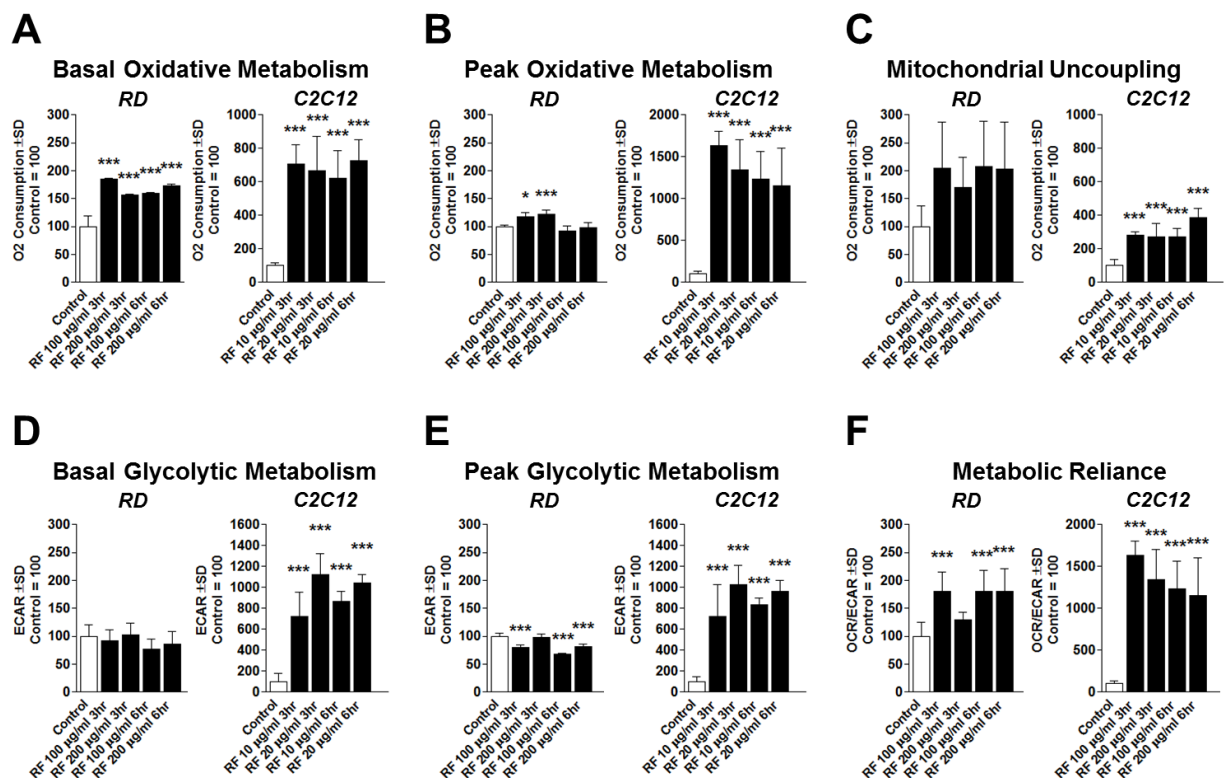 A
Basal Oxidative Metabolism
RD
O2 Consumption ±SD
Control = 100
300
250
200
150
100
50
0
***
***
***
***
Control
RF 100 µg/ml 3hr
RF 200 µg/ml 3hr
RF 100 µg/ml 6hr
RF 200 µg/ml 6hr
C2C12
O2 Consumption ±SD
Control = 100
1000
800
600
400
200
0
***
***
***
***
Control
RF 10 µg/ml 3hr
RF 20 µg/ml 3hr
RF 10 µg/ml 6hr
RF 20 µg/ml 6hr
B
Peak Oxidative Metabolism
RD
O2 Consumption ±SD
Control = 100
300
250
200
150
100
50
0
*
***
Control
RF 100 µg/ml 3hr
RF 200 µg/ml 3hr
RF 100 µg/ml 6hr
RF 200 µg/ml 6hr
C2C12
O2 Consumption ±SD
Control = 100
2000
1500
1000
500
0
***
***
***
***
Control
RF 10 µg/ml 3hr
RF 20 µg/ml 3hr
RF 10 µg/ml 6hr
RF 20 µg/ml 6hr
C
Mitochondrial Uncoupling
RD
O2 Consumption ±SD
Control = 100
300
250
200
150
100
50
0
Control
RF 100 µg/ml 3hr
RF 200 µg/ml 3hr
RF 100 µg/ml 6hr
RF 200 µg/ml 6hr
C2C12
O2 Consumption ±SD
Control = 100
1000
800
600
400
200
0
***
***
***
***
Control
RF 10 µg/ml 3hr
RF 20 µg/ml 3hr
RF 10 µg/ml 6hr
RF 20 µg/ml 6hr
D
Basal Glycolytic Metabolism
RD
ECAR ±SD
Control = 100
300
250
200
150
100
50
0
Control
RF 100 µg/ml 3hr
RF 200 µg/ml 3hr
RF 100 µg/ml 6hr
RF 200 µg/ml 6hr
C2C12
ECAR ±SD
Control = 100
1600
1400
1200
1000
800
600
400
200
0
***
***
***
***
Control
RF 10 µg/ml 3hr
RF 20 µg/ml 3hr
RF 10 µg/ml 6hr
RF 20 µg/ml 6hr
E
Peak Glycolytic Metabolism
RD
ECAR ±SD
Control = 100
300
250
200
150
100
50
0
***
***
***
Control
RF 100 µg/ml 3hr
RF 200 µg/ml 3hr
RF 100 µg/ml 6hr
RF 200 µg/ml 6hr
C2C12
ECAR ±SD
Control = 100
1600
1400
1200
1000
800
600
400
200
0
***
***
***
***
Control
RF 10 µg/ml 3hr
RF 20 µg/ml 3hr
RF 10 µg/ml 6hr
RF 20 µg/ml 6hr
F
Metabolic Reliance
RD
OCR/ECAR ±SD
Control = 100
300
250
200
150
100
50
0
***
***
***
Control
RF 100 µg/ml 3hr
RF 200 µg/ml 3hr
RF 100 µg/ml 6hr
RF 200 µg/ml 6hr
C2C12
OCR/ECAR ±SD
Control = 100
2000
1500
1000
500
0
***
***
***
***
Control
RF 100 µg/ml 3hr
RF 200 µg/ml 3hr
RF 100 µg/ml 6hr
RF 200 µg/ml 6hr